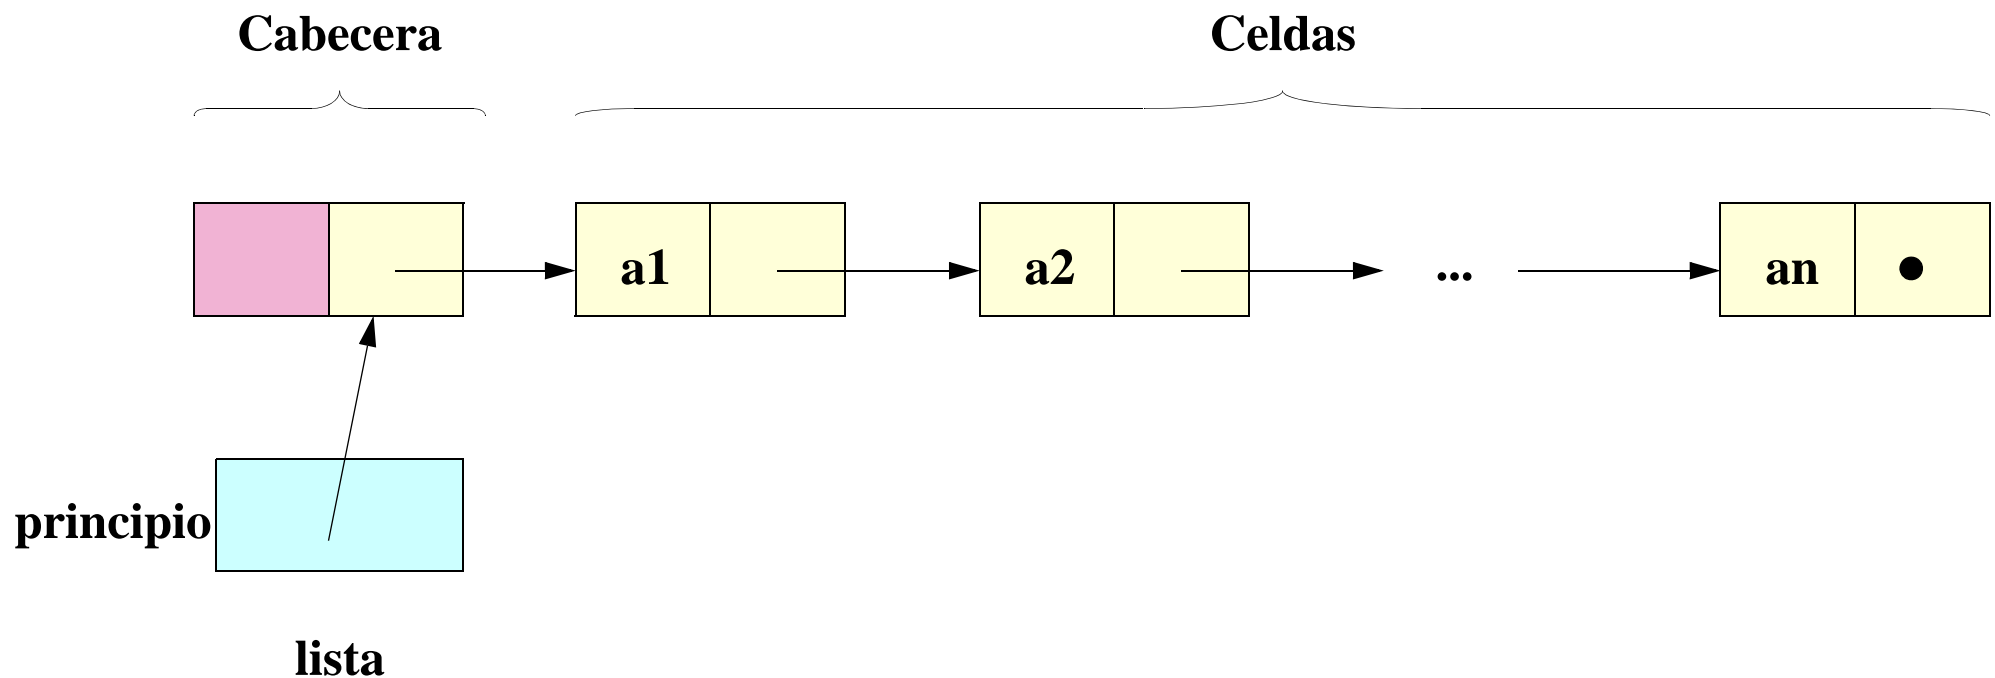 Cabecera
Celdas
a1
a2
...
an
principio
lista